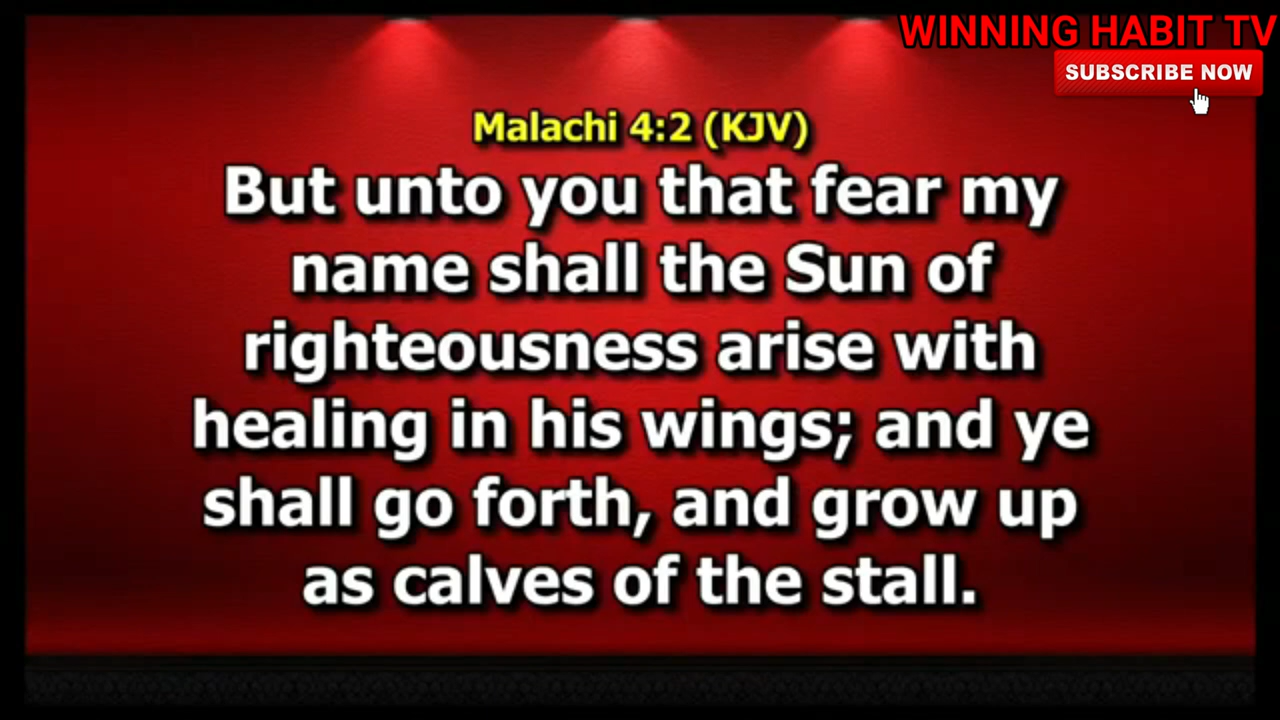 WINNING HABIT TV
SUBSCRIBE NOW
Malachi 4:2 (KJV)
But unto you that fear my
name shall the Sun of
righteousness arise with
healing in his wings; and ye
shall go forth, and grow up
as calves of the stall.